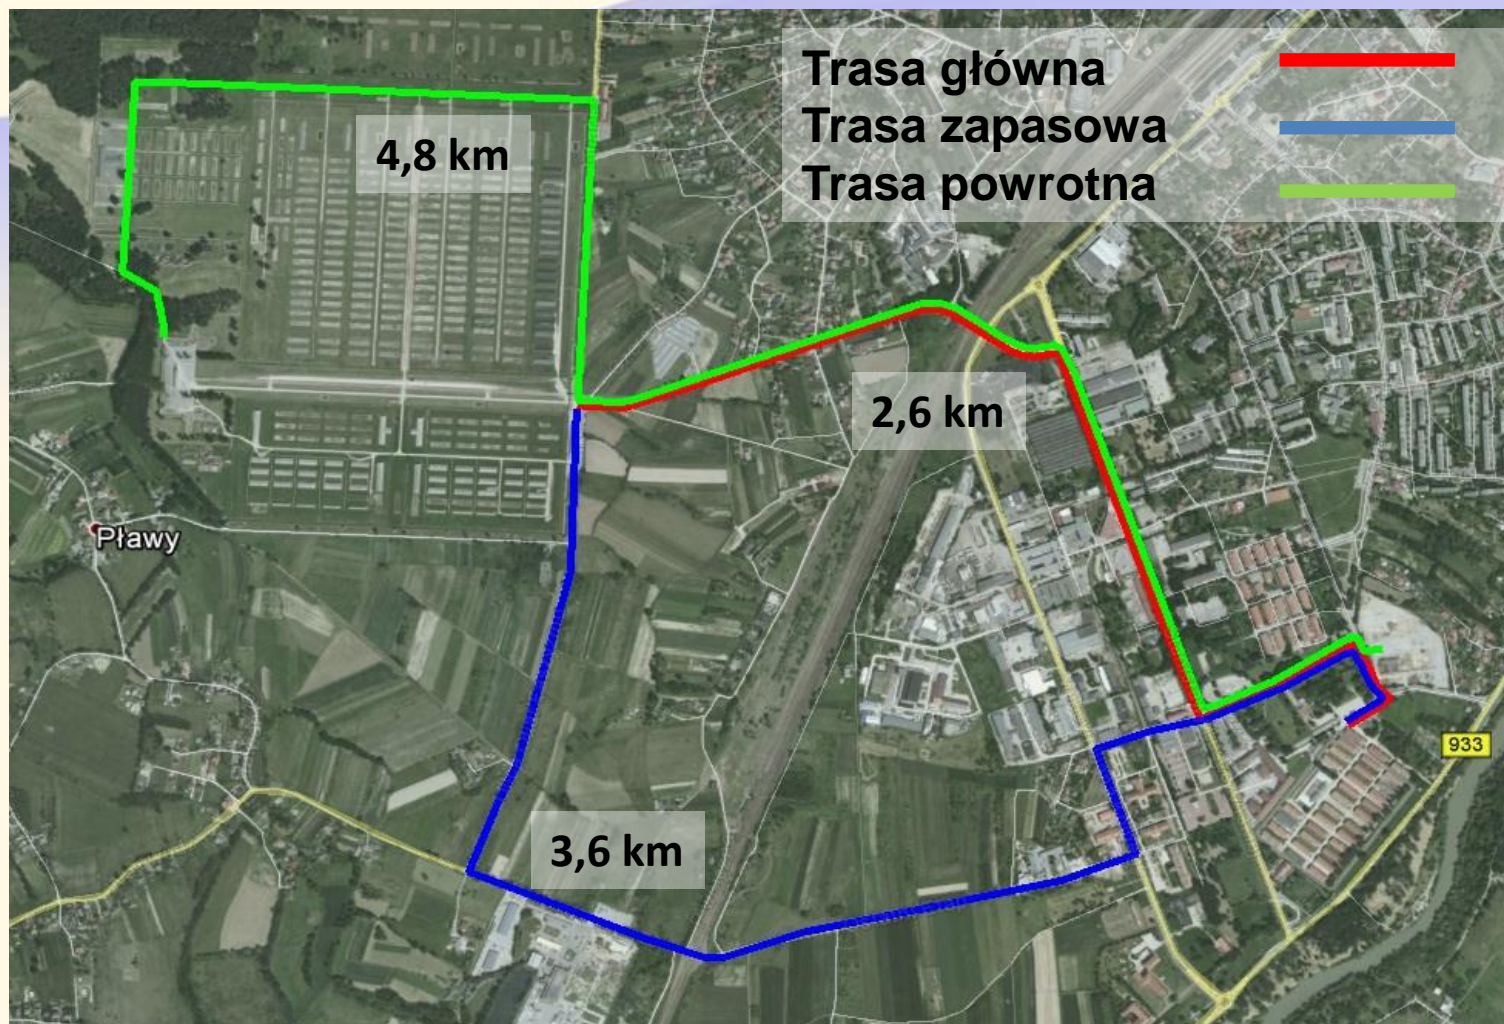 Trasa główna
Trasa zapasowa
Trasa powrotna
4,8 km
2,6 km
Pławy
933
3,6 km